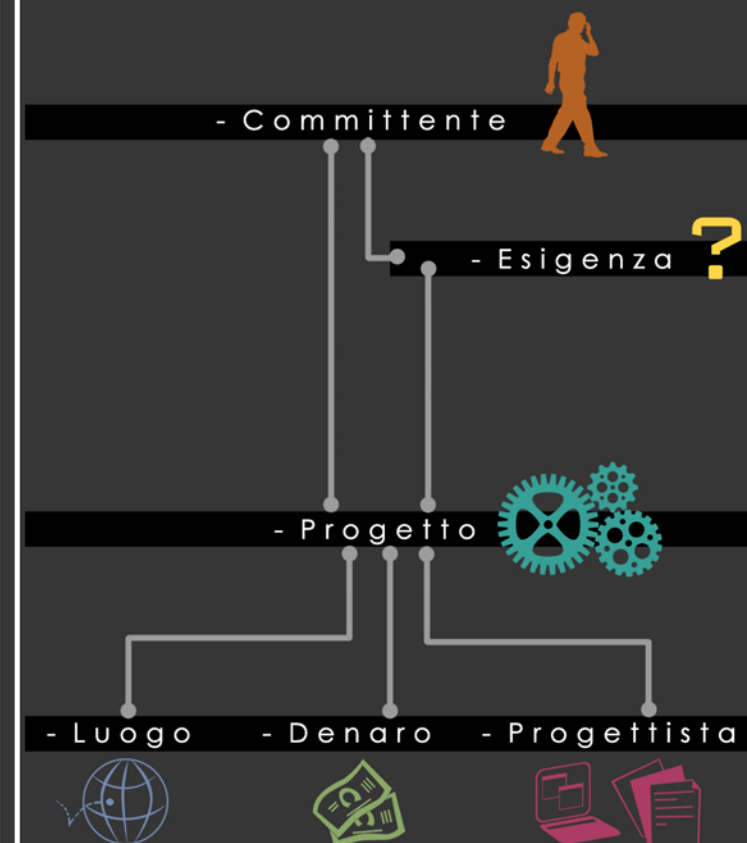 - Committente
- Esigenza
?
- Progetto
- Luogo - Denaro - Progettista